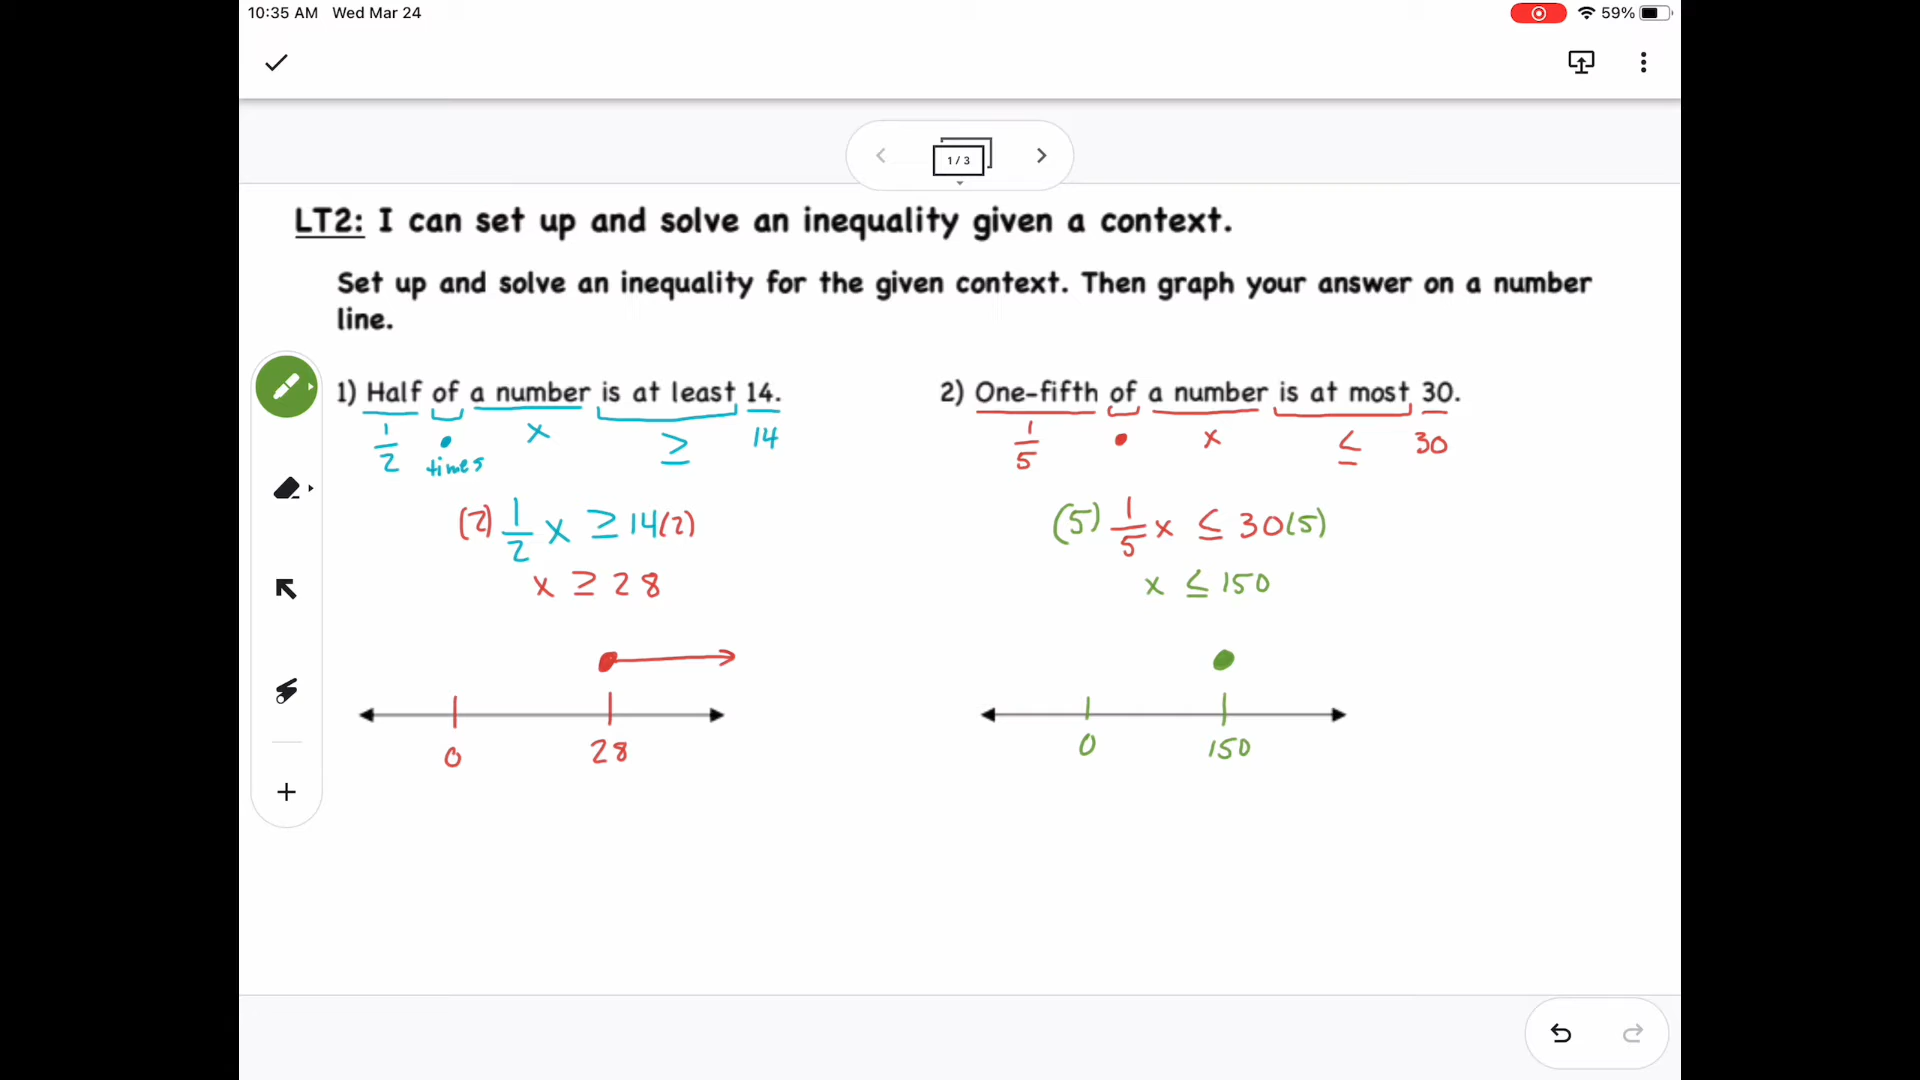 10:35 AM Wed Mar 24
59%
1 / 3
LT2: I can set up and solve an inequality given a context.
Set up and solve an inequality for the given context. Then graph your answer on a number
line.
1) Half of a number is at least 14.
1/2 • x ≥ 14
times
(2) 1/2 x ≥ 14(2)
x ≥ 28
0 28
2) One-fifth of a number is at most 30.
1/5 • x ≤ 30
(5) 1/5 x ≤ 30(5)
x ≤ 150
0 150